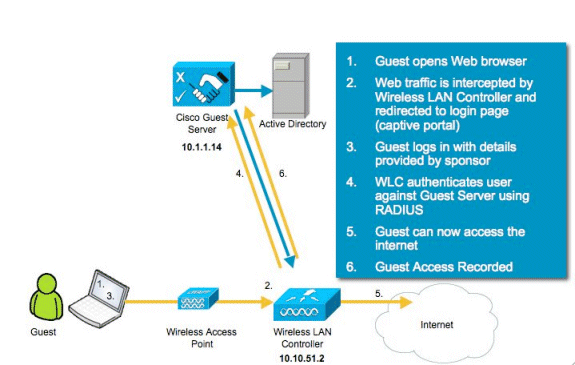 1. Guest opens Web browser
2. Web traffic is intercepted by
Wireless LAN Controller and
redirected to login page
(captive portal)
3. Guest logs in with details
provided by sponsor
4. WLC authenticates user
against Guest Server using
RADIUS
5. Guest can now access the
internet
6. Guest Access Recorded
X
Cisco Guest
Server
10.1.1.14
Active Directory
4.
6.
1.
3.
2.
5.
Guest
Wireless Access
Point
Wireless LAN
Controller
10.10.51.2
Internet